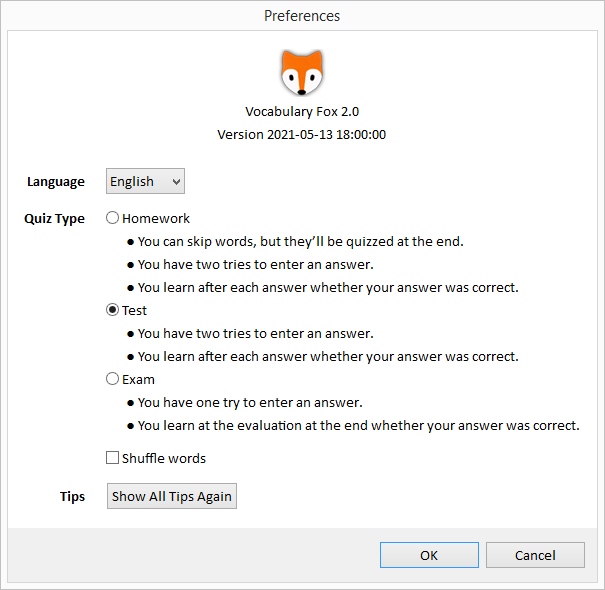 Preferences
Vocabulary Fox 2.0
Version 2021-05-13 18:00:00
Language English
Quiz Type Homework
● You can skip words, but they’ll be quizzed at the end.
● You have two tries to enter an answer.
● You learn after each answer whether your answer was correct.
Test
● You have two tries to enter an answer.
● You learn after each answer whether your answer was correct.
Exam
● You have one try to enter an answer.
● You learn at the evaluation at the end whether your answer was correct.
Shuffle words
Tips Show All Tips Again
OK Cancel